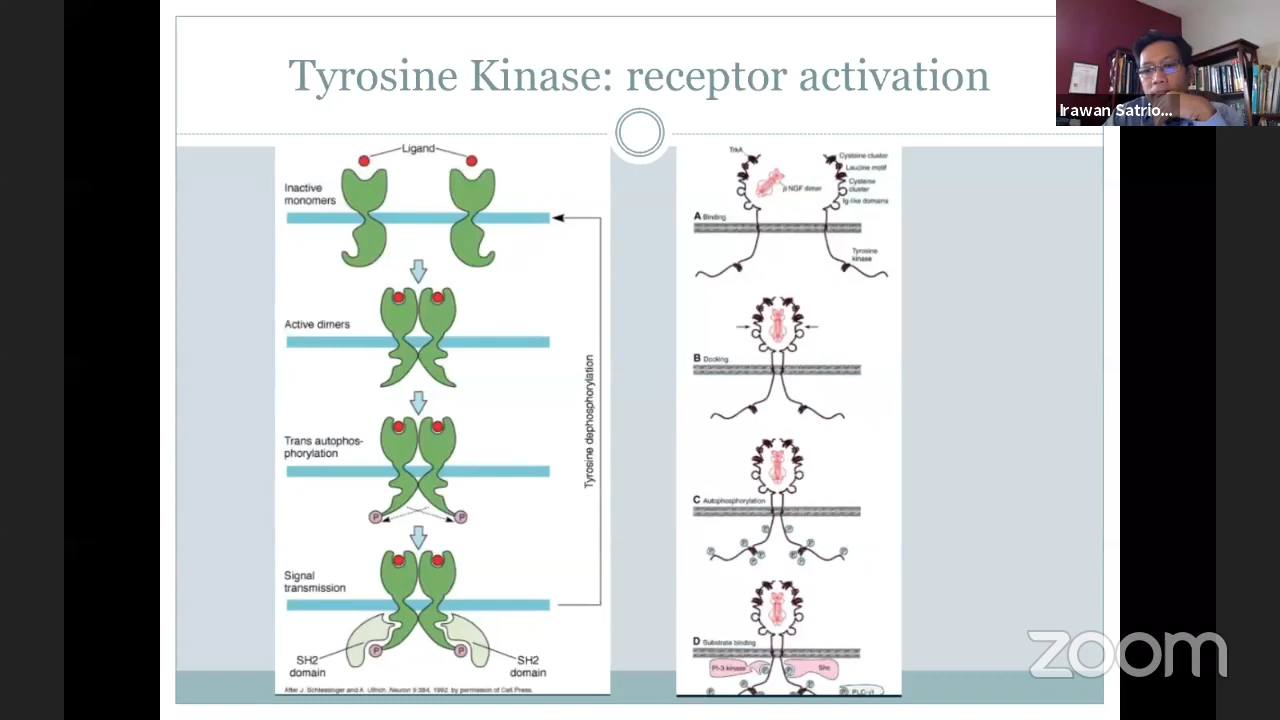 Tyrosine Kinase: receptor activation
Irawan Satrio...
Ligand
Inactive
monomers
Active dimers
Trans autophos-
phorylation
Signal
transmission
SH2
domain
SH2
domain
Tyrosine dephosphorylation
After J. Schlessinger and A. Ullrich. Neuron 9:384, 1992. by permission of Cell Press.
TrkA
β NGF dimer
Cysteine cluster
Leucine motif
Cysteine
cluster
Ig-like domains
A Binding
Tyrosine
kinase
B Docking
C Autophosphorylation
P
P
P
P
P
P
P
P
P
P
P
P
D Substrate binding
PI-3 kinase
P
P
Shc
P
P
PLC-γ1
zoom